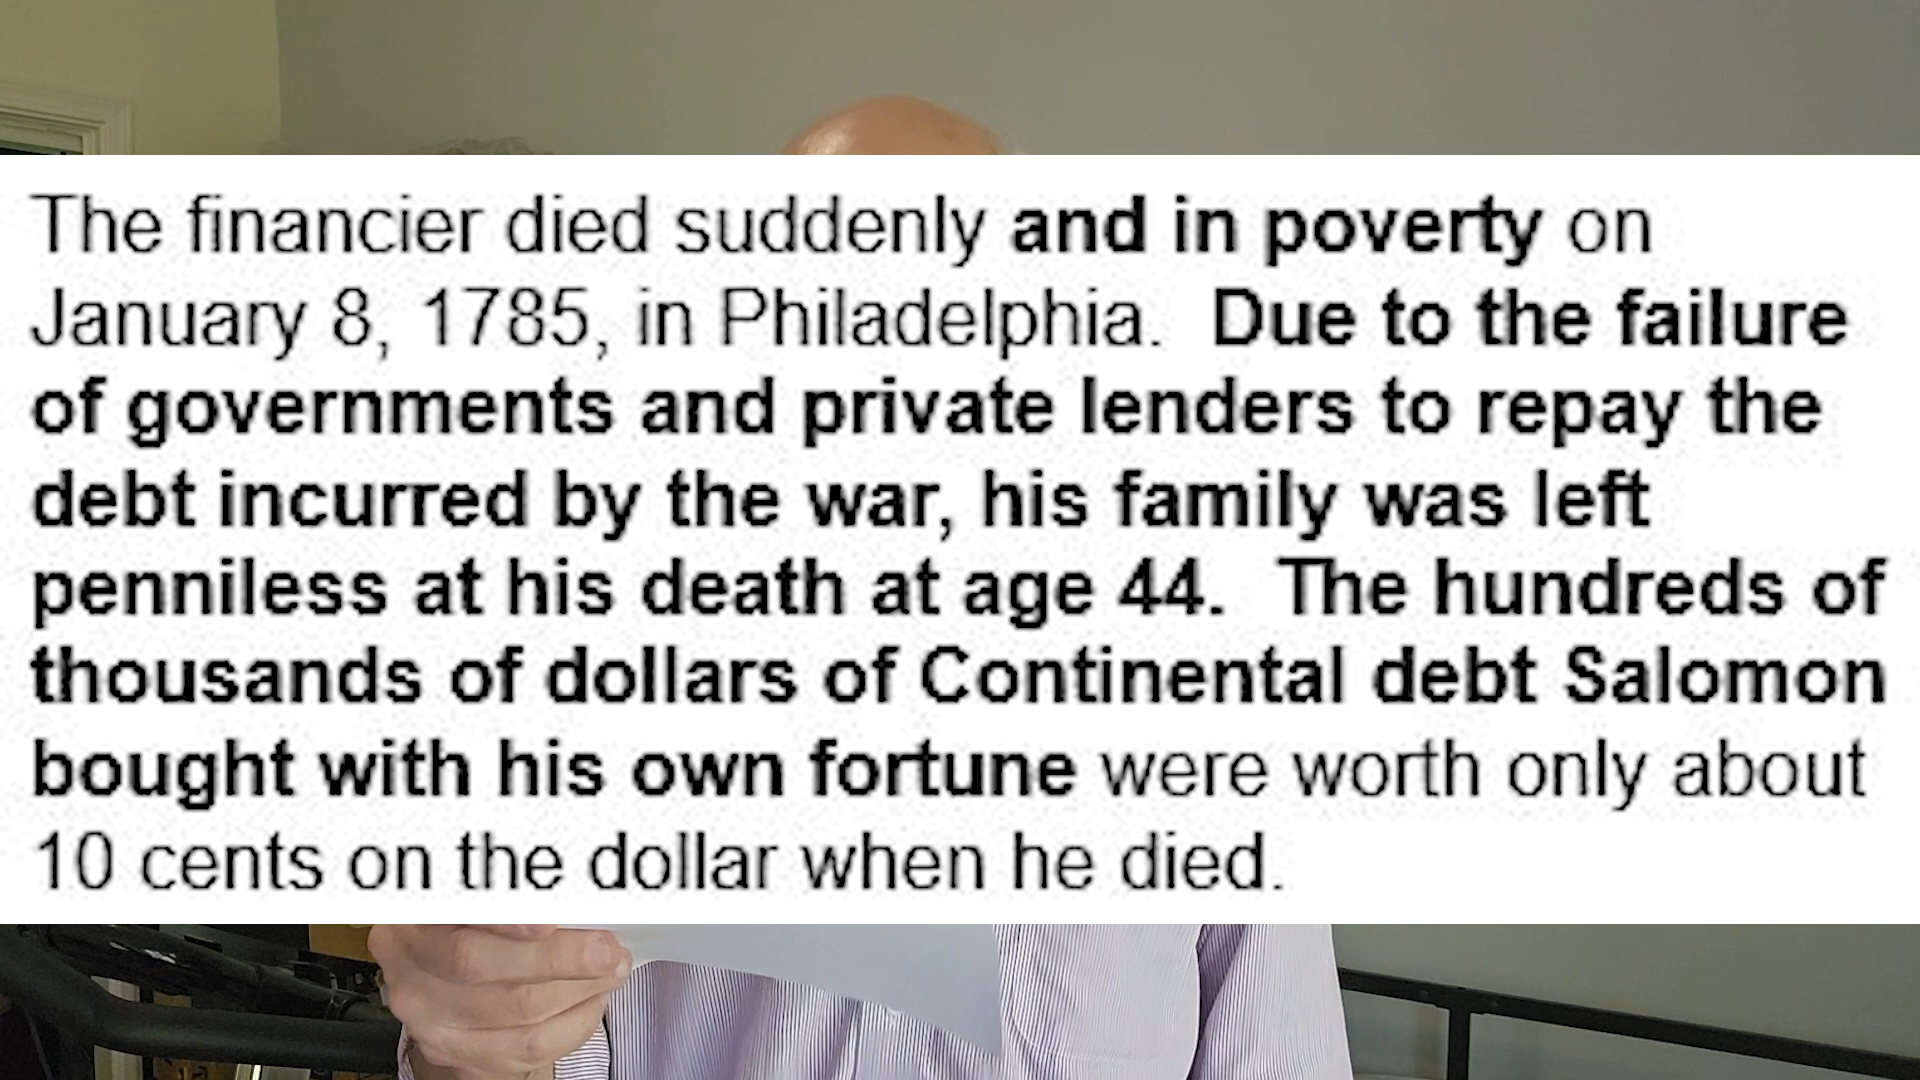 The financier died suddenly and in poverty on
January 8, 1785, in Philadelphia.  Due to the failure
of governments and private lenders to repay the
debt incurred by the war, his family was left
penniless at his death at age 44.  The hundreds of
thousands of dollars of Continental debt Salomon
bought with his own fortune were worth only about
10 cents on the dollar when he died.